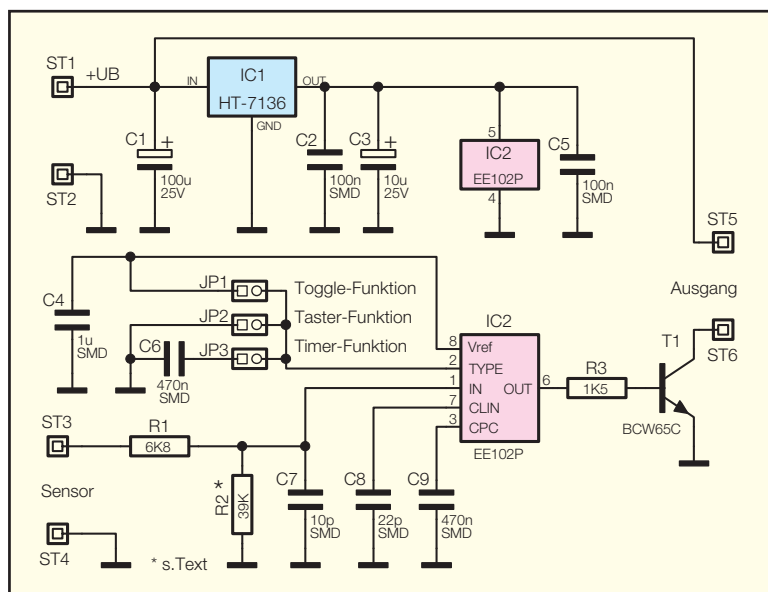 ST1
+UB
IN
IC1
HT-7136
OUT
GND
C1
+
100u
25V
C2
100n
SMD
C3
+
10u
25V
5
IC2
EE102P
4
C5
100n
SMD
ST2
ST5
Ausgang
ST6
C4
1u
SMD
JP1
Toggle-Funktion
JP2
Taster-Funktion
JP3
Timer-Funktion
C6
470n
SMD
IC2
8 Vref
2 TYPE
1 IN OUT 6
7 CLIN
3 CPC
EE102P
R3
1K5
T1
BCW65C
ST3
R1
6K8
Sensor
R2*
39K
C7
10p
SMD
C8
22p
SMD
C9
470n
SMD
ST4
* s.Text